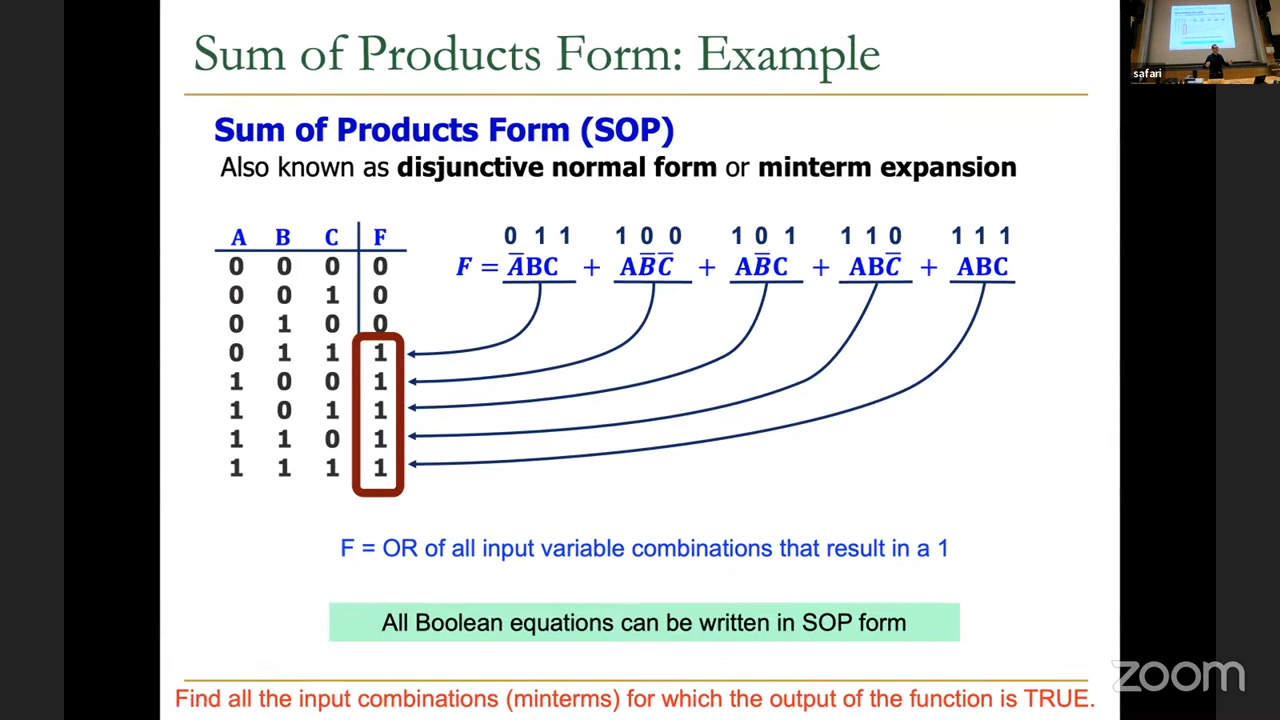 Sum of Products Form: Example
safari
Sum of Products Form (SOP)
Also known as disjunctive normal form or minterm expansion
A B C F
0 0 0 0
0 0 1 0
0 1 0 0
0 1 1 1
1 0 0 1
1 0 1 1
1 1 0 1
1 1 1 1
0 1 1 1 0 0 1 0 1 1 1 0 1 1 1
F = A̅BC + AB̅C̅ + AB̅C + ABC̅ + ABC
F = OR of all input variable combinations that result in a 1
All Boolean equations can be written in SOP form
zoom
Find all the input combinations (minterms) for which the output of the function is TRUE.